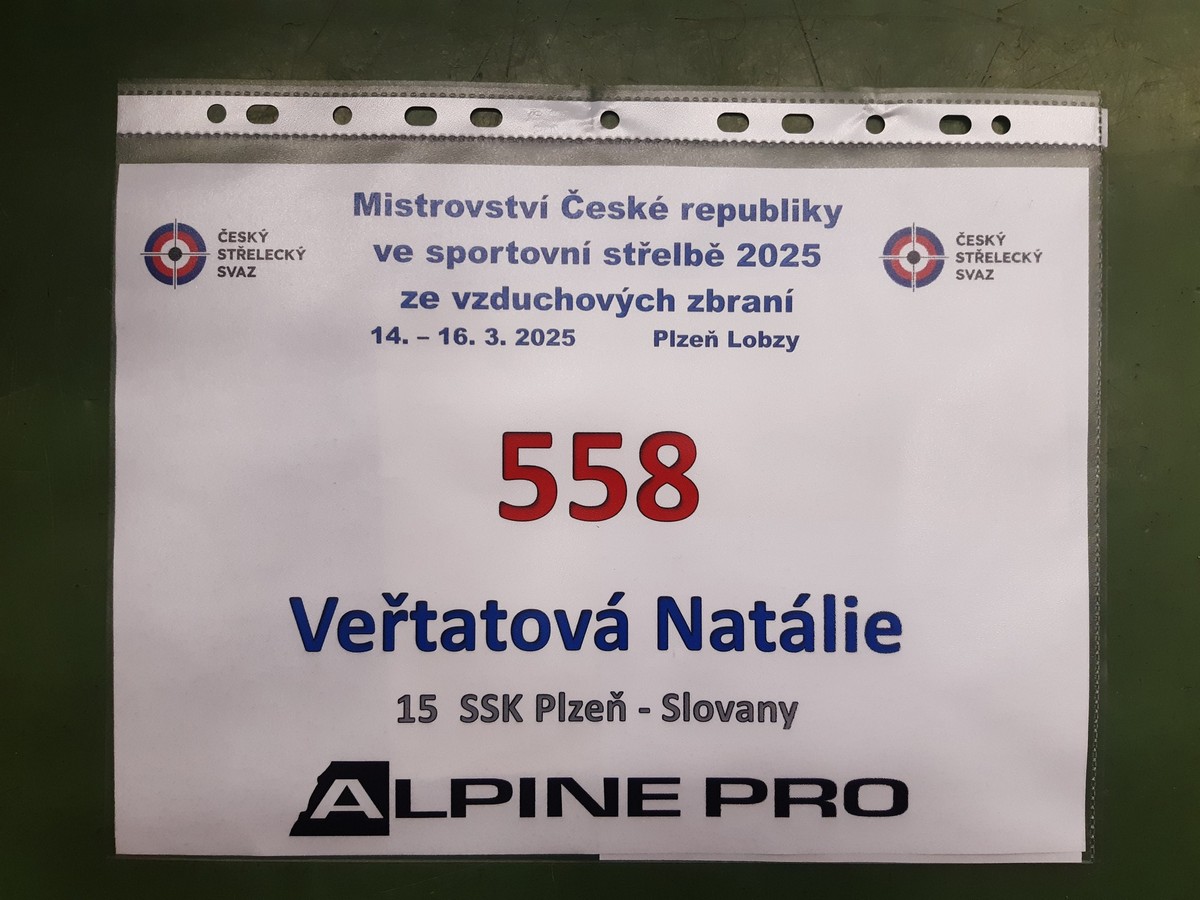 Mistrovství České republiky
ve sportovní střelbě 2025
ze vzduchových zbraní
14. – 16. 3. 2025 Plzeň Lobzy
ČESKÝ
STŘELECKÝ
SVAZ
ČESKÝ
STŘELECKÝ
SVAZ
558
Veřtatová Natálie
15 SSK Plzeň - Slovany
ALPINE PRO